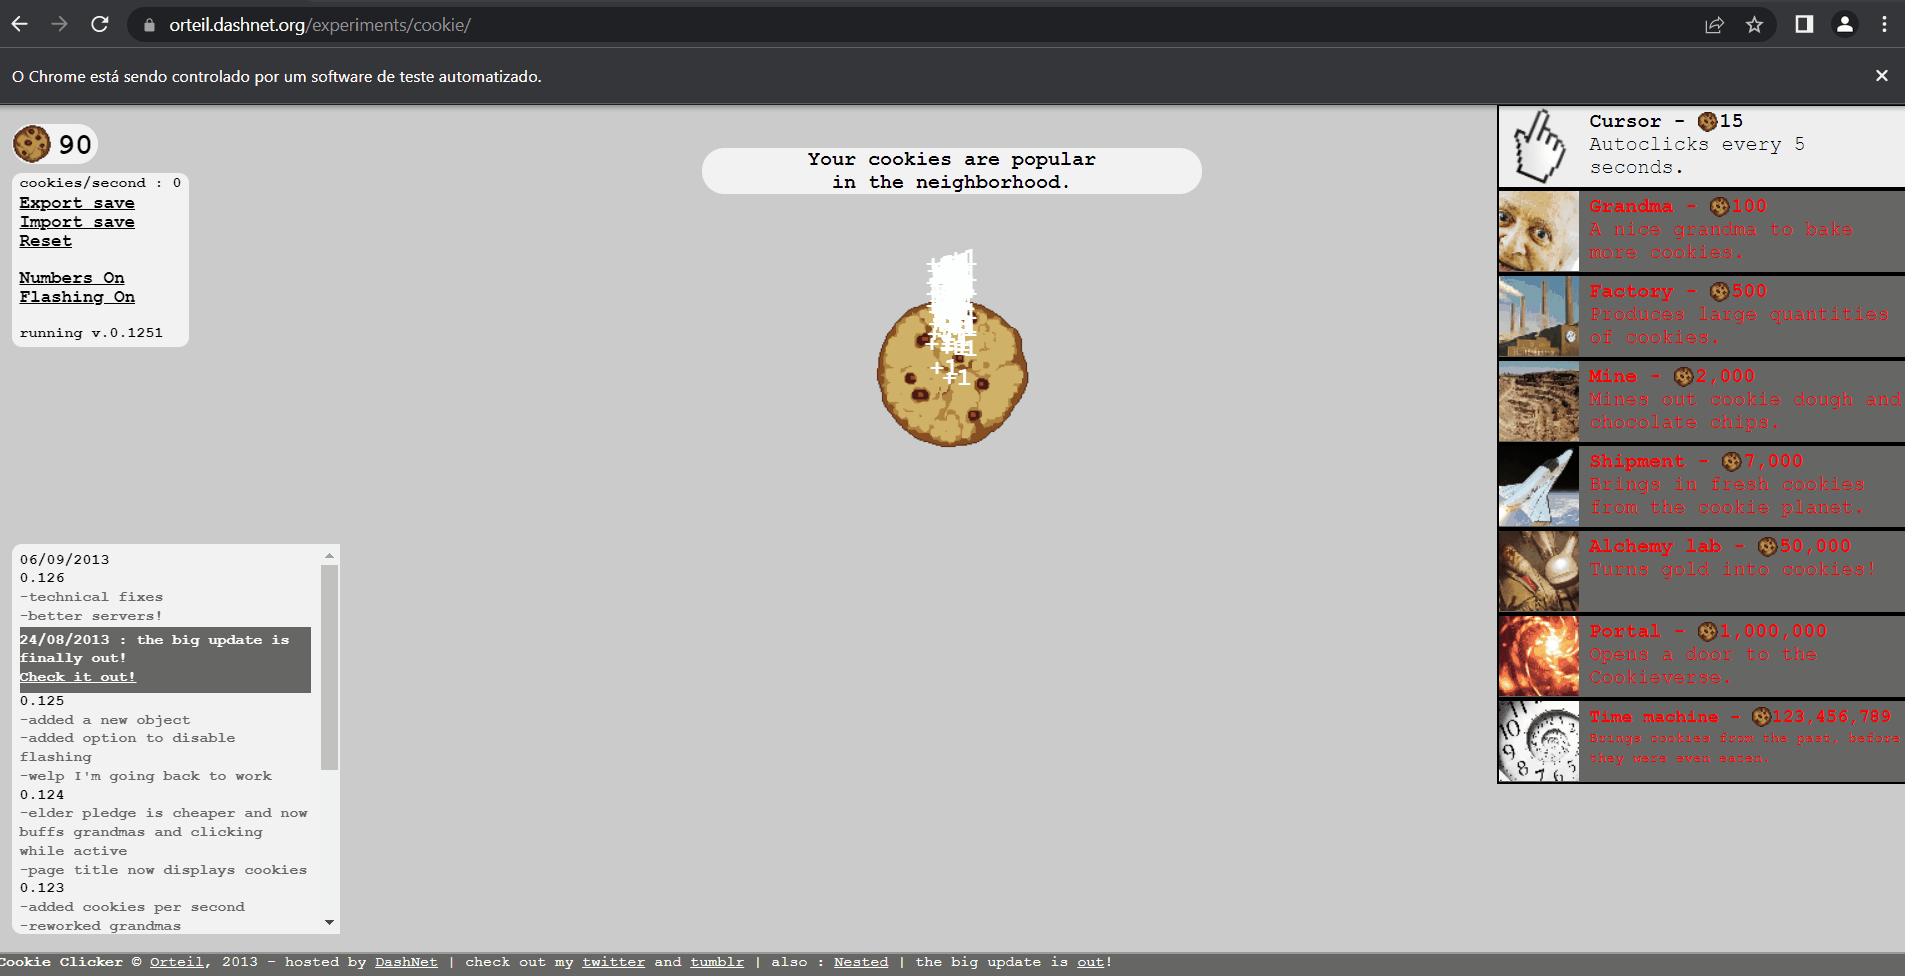 orteil.dashnet.org/experiments/cookie/
O Chrome está sendo controlado por um software de teste automatizado.
90
cookies/second : 0
Export save
Import save
Reset
Numbers On
Flashing On
running v.0.1251
Your cookies are popular
in the neighborhood.
+1
+1
+1
+1
Cursor - 15
Autoclicks every 5
seconds.
Grandma - 100
A nice grandma to bake
more cookies.
Factory - 500
Produces large quantities
of cookies.
Mine - 2,000
Mines out cookie dough and
chocolate chips.
Shipment - 7,000
Brings in fresh cookies
from the cookie planet.
Alchemy lab - 50,000
Turns gold into cookies!
Portal - 1,000,000
Opens a door to the
Cookieverse.
Time machine - 123,456,789
Brings cookies from the past, before
they were even eaten.
06/09/2013
0.126
-technical fixes
-better servers!
24/08/2013 : the big update is
finally out!
Check it out!
0.125
-added a new object
-added option to disable
flashing
-welp I'm going back to work
0.124
-elder pledge is cheaper and now
buffs grandmas and clicking
while active
-page title now displays cookies
0.123
-added cookies per second
-reworked grandmas
Cookie Clicker © Orteil, 2013 - hosted by DashNet | check out my twitter and tumblr | also : Nested | the big update is out!